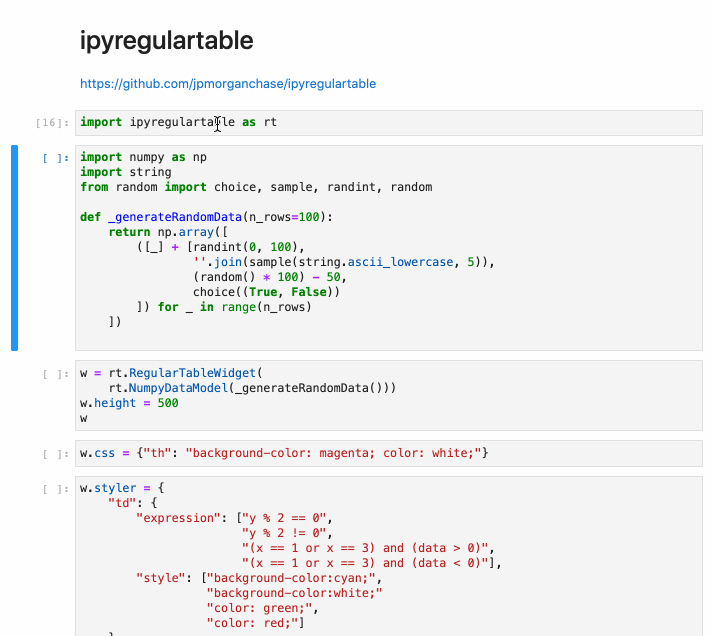 ipyregulartable
https://github.com/jpmorganchase/ipyregulartable
[16]: import ipyregulartable as rt
[ ]: import numpy as np
import string
from random import choice, sample, randint, random

def _generateRandomData(n_rows=100):
    return np.array([
        ([_] + [randint(0, 100),
                ''.join(sample(string.ascii_lowercase, 5)),
                (random() * 100) - 50,
                choice((True, False))
        ]) for _ in range(n_rows)
    ])
[ ]: w = rt.RegularTableWidget(
    rt.NumpyDataModel(_generateRandomData()))
w.height = 500
w
[ ]: w.css = {"th": "background-color: magenta; color: white;"}
[ ]: w.styler = {
    "td": {
        "expression": ["y % 2 == 0",
                       "y % 2 != 0",
                       "(x == 1 or x == 3) and (data > 0)",
                       "(x == 1 or x == 3) and (data < 0)"],
        "style": ["background-color:cyan;",
                  "background-color:white;"
                  "color: green;",
                  "color: red;"]
    }